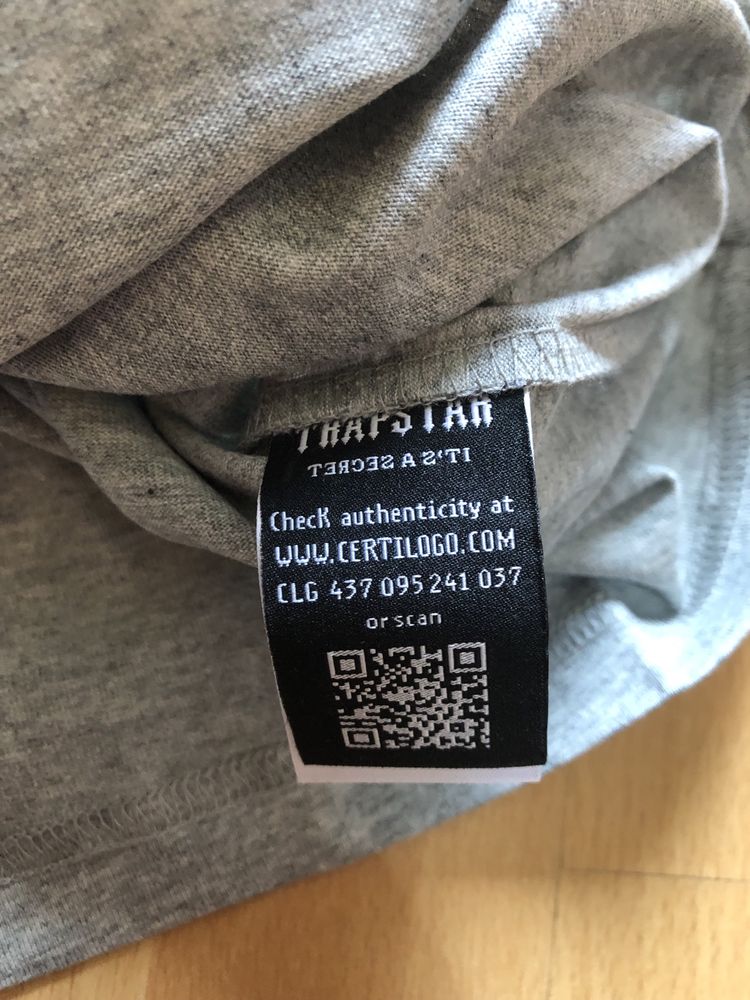 TRAPSTAR
IT'S A SECRET
Check authenticity at
WWW.CERTILOGO.COM
CLG 437 095 241 037
or scan